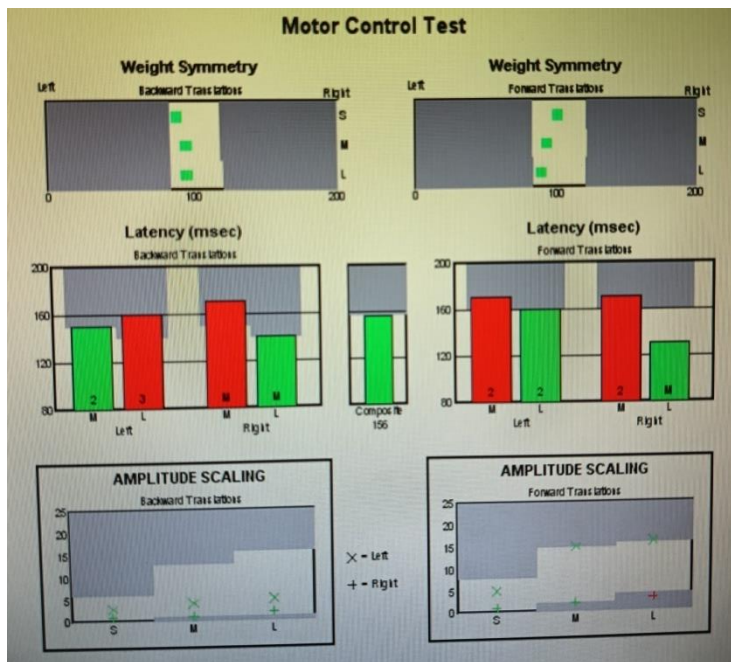 Motor Control Test
Weight Symmetry
Left Backward Translations Right
S
M
L
0 100 200
Weight Symmetry
Left Forward Translations Right
S
M
L
0 100 200
Latency (msec)
Backward Translations
200
160
120
80
2 3 M M
M L M L
Left Right
Composite
156
Latency (msec)
Forward Translations
200
160
120
80
2 2 2 M
M L M L
Left Right
AMPLITUDE SCALING
Backward Translations
25
20
15
10
5
0
S M L
X - Left
+ - Right
AMPLITUDE SCALING
Forward Translations
25
20
15
10
5
0
S M L